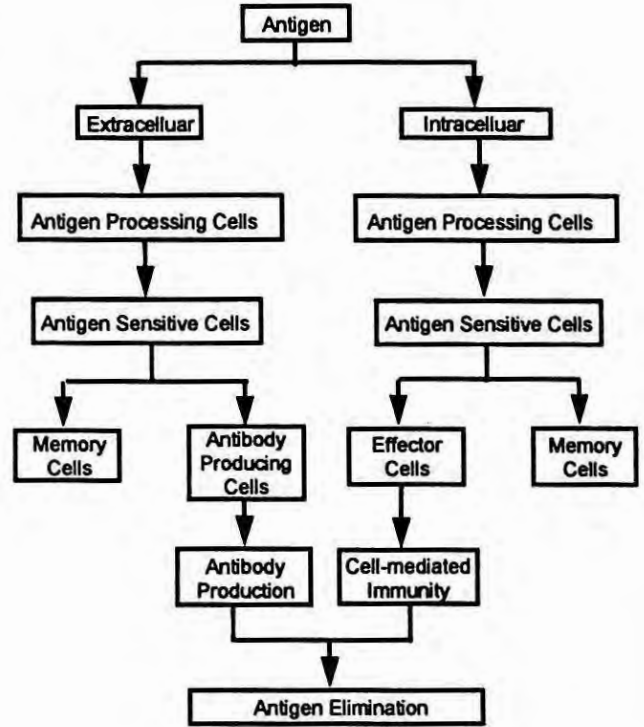 Antigen
Extracelluar
Intracelluar
Antigen Processing Cells
Antigen Processing Cells
Antigen Sensitive Cells
Antigen Sensitive Cells
Memory
Cells
Antibody
Producing
Cells
Effector
Cells
Memory
Cells
Antibody
Production
Cell-mediated
Immunity
Antigen Elimination